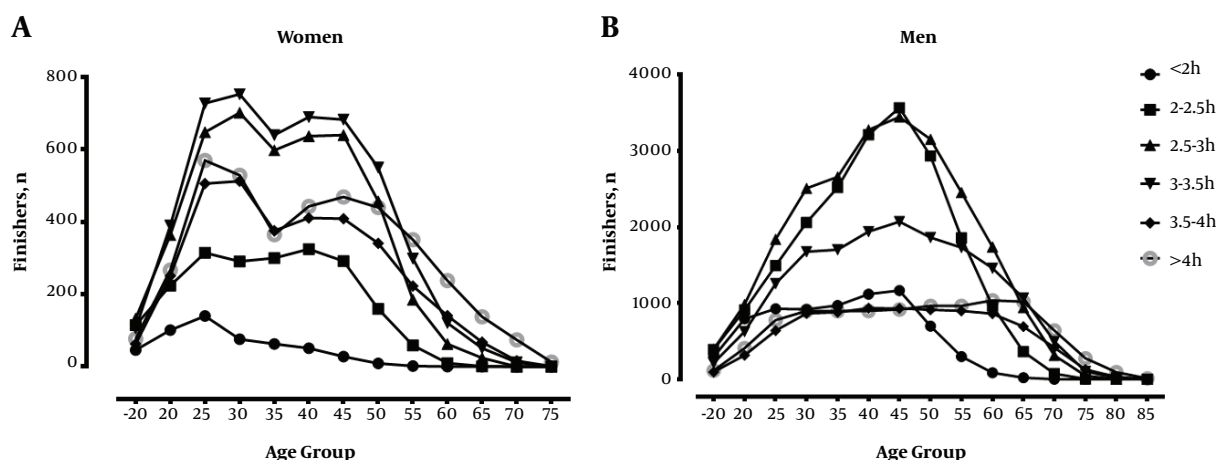 A
Women
800
600
400
200
0
Finishers, n
-20 20 25 30 35 40 45 50 55 60 65 70 75
Age Group
B
Men
4000
3000
2000
1000
0
Finishers, n
-20 20 25 30 35 40 45 50 55 60 65 70 75 80 85
Age Group
<2h
2-2.5h
2.5-3h
3-3.5h
3.5-4h
>4h